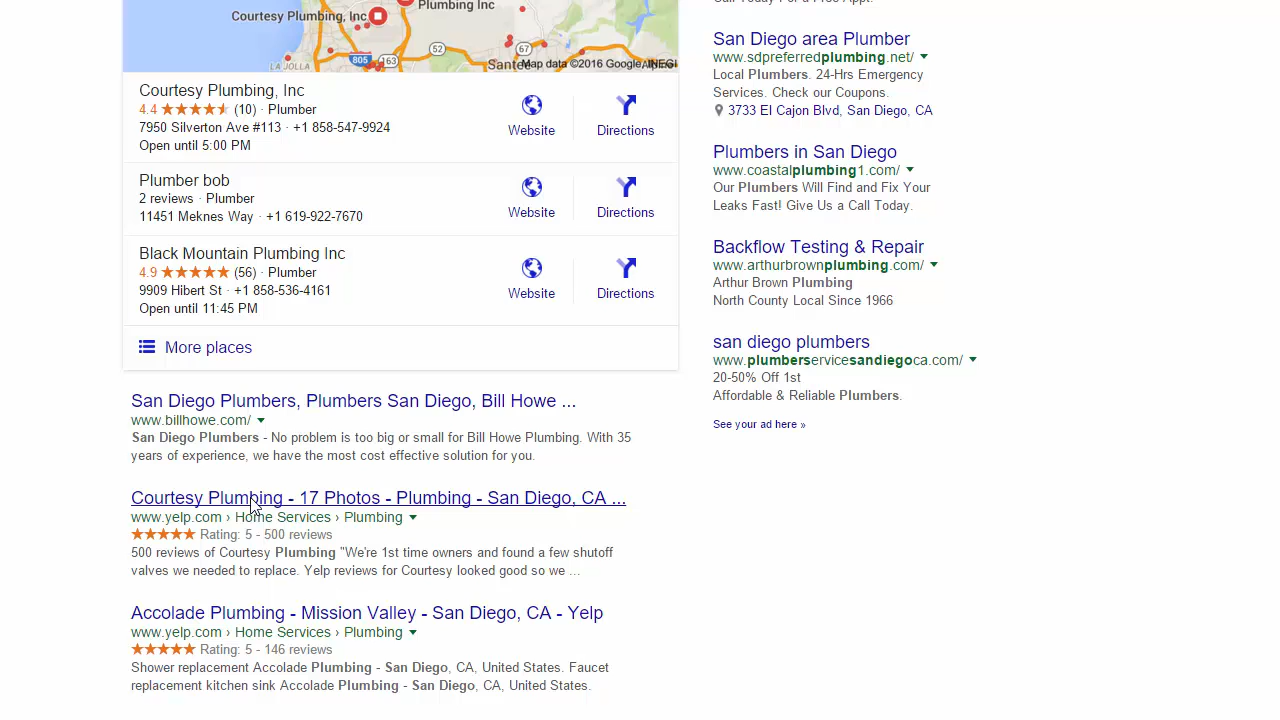 Courtesy Plumbing, Inc
Plumbing Inc
52
67
805
163
LA JOLLA
Santee
Map data ©2016 Google, INEGI
Courtesy Plumbing, Inc
4.4 ★★★★★ (10) · Plumber
7950 Silverton Ave #113 · +1 858-547-9924
Open until 5:00 PM
Website
Directions
Plumber bob
2 reviews · Plumber
11451 Meknes Way · +1 619-922-7670
Website
Directions
Black Mountain Plumbing Inc
4.9 ★★★★★ (56) · Plumber
9909 Hibert St · +1 858-536-4161
Open until 11:45 PM
Website
Directions
More places
San Diego Plumbers, Plumbers San Diego, Bill Howe ...
www.billhowe.com/
San Diego Plumbers - No problem is too big or small for Bill Howe Plumbing. With 35
years of experience, we have the most cost effective solution for you.
Courtesy Plumbing - 17 Photos - Plumbing - San Diego, CA ...
www.yelp.com › Home Services › Plumbing
★★★★★ Rating: 5 - 500 reviews
500 reviews of Courtesy Plumbing "We're 1st time owners and found a few shutoff
valves we needed to replace. Yelp reviews for Courtesy looked good so we ...
Accolade Plumbing - Mission Valley - San Diego, CA - Yelp
www.yelp.com › Home Services › Plumbing
★★★★★ Rating: 5 - 146 reviews
Shower replacement Accolade Plumbing - San Diego, CA, United States. Faucet
replacement kitchen sink Accolade Plumbing - San Diego, CA, United States.
Call Today For a Free Appt.
San Diego area Plumber
www.sdpreferredplumbing.net/
Local Plumbers. 24-Hrs Emergency
Services. Check our Coupons.
3733 El Cajon Blvd, San Diego, CA
Plumbers in San Diego
www.coastalplumbing1.com/
Our Plumbers Will Find and Fix Your
Leaks Fast! Give Us a Call Today.
Backflow Testing & Repair
www.arthurbrownplumbing.com/
Arthur Brown Plumbing
North County Local Since 1966
san diego plumbers
www.plumberservicesandiegoca.com/
20-50% Off 1st
Affordable & Reliable Plumbers.
See your ad here »